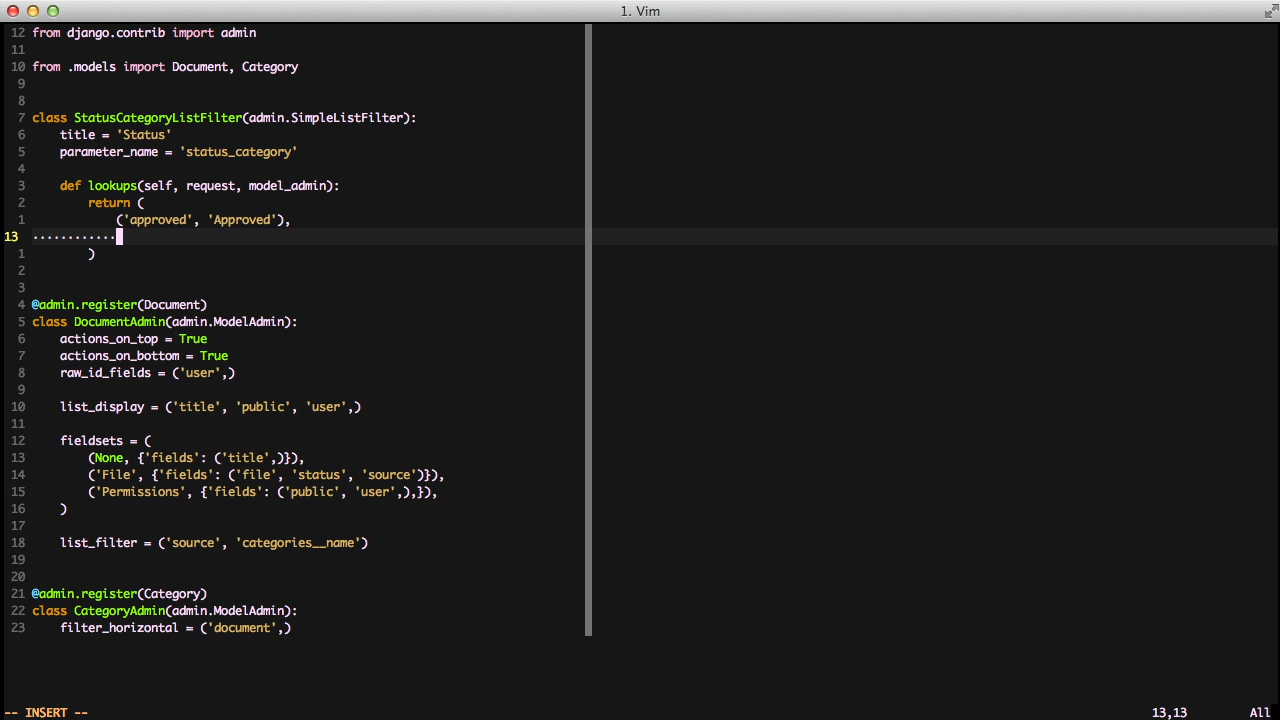 1. Vim
12 from django.contrib import admin
11
10 from .models import Document, Category
9
8
7 class StatusCategoryListFilter(admin.SimpleListFilter):
6     title = 'Status'
5     parameter_name = 'status_category'
4
3     def lookups(self, request, model_admin):
2         return (
1             ('approved', 'Approved'),
13 ············
1         )
2
3
4 @admin.register(Document)
5 class DocumentAdmin(admin.ModelAdmin):
6     actions_on_top = True
7     actions_on_bottom = True
8     raw_id_fields = ('user',)
9
10     list_display = ('title', 'public', 'user',)
11
12     fieldsets = (
13         (None, {'fields': ('title',)}),
14         ('File', {'fields': ('file', 'status', 'source')}),
15         ('Permissions', {'fields': ('public', 'user',),}),
16     )
17
18     list_filter = ('source', 'categories__name')
19
20
21 @admin.register(Category)
22 class CategoryAdmin(admin.ModelAdmin):
23     filter_horizontal = ('document',)
-- INSERT -- 13,13 All